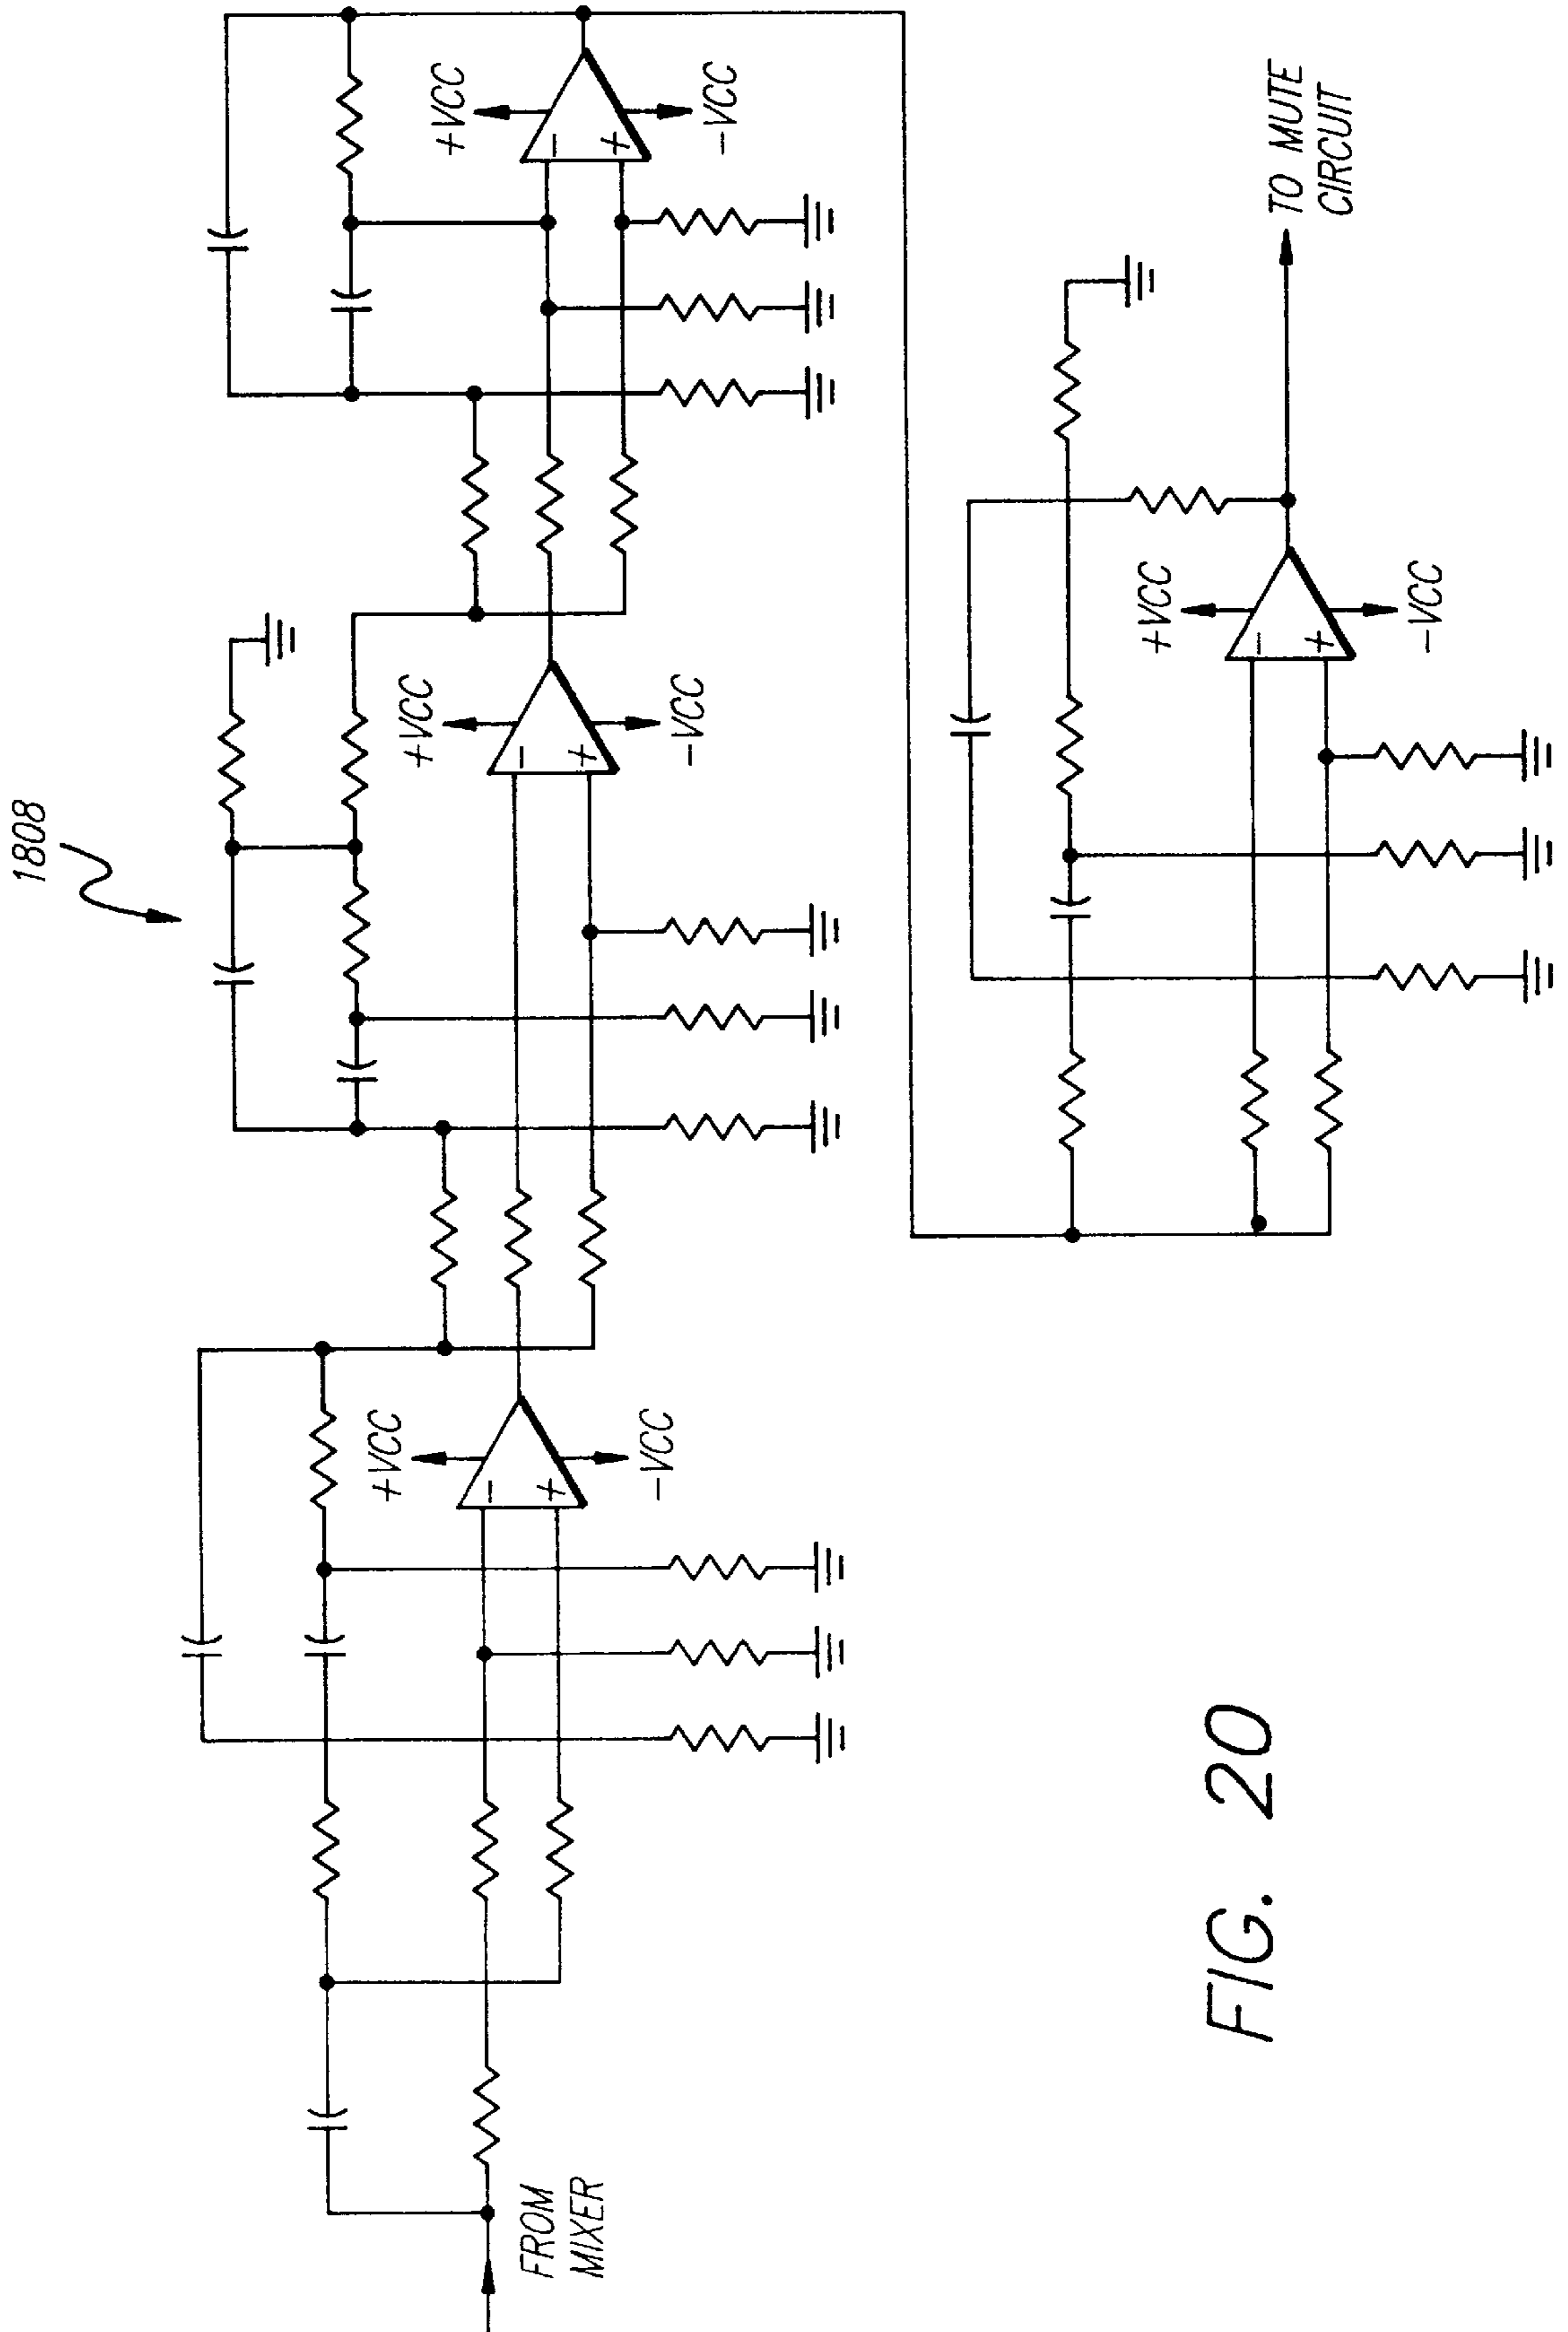 1808
+VCC
-VCC
+VCC
-VCC
+VCC
-VCC
FROM
MIXER
+VCC
-VCC
TO MUTE
CIRCUIT
FIG. 20